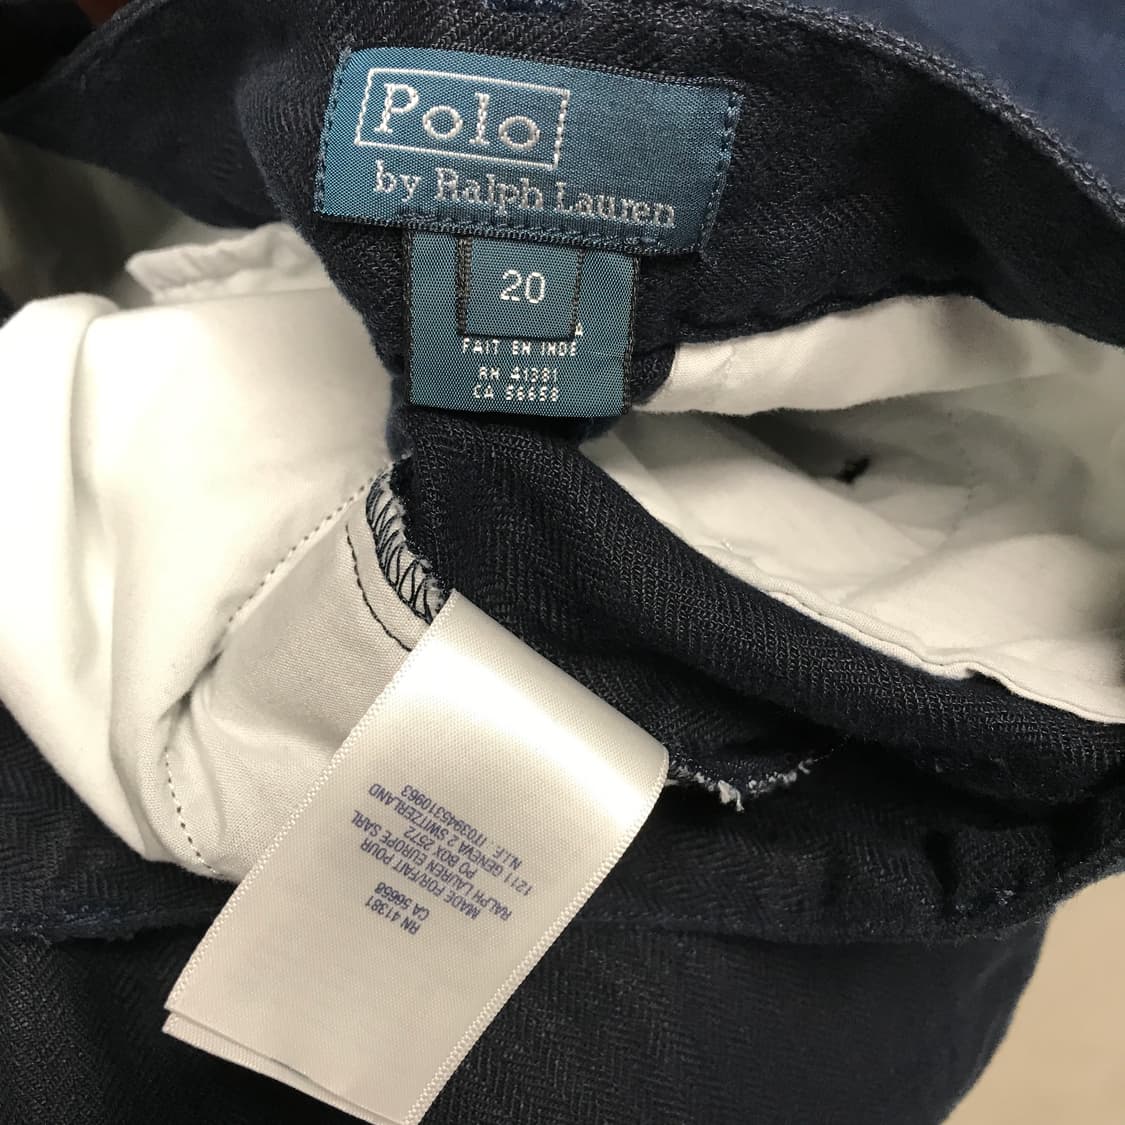 Polo
by Ralph Lauren
20
A
FAIT EN INDE
RN 41381
CA 56658
RN 41381
CA 56658
MADE FOR/FAIT POUR
RALPH LAUREN EUROPE SARL
PO BOX 2572
1211 GENEVA 2 SWITZERLAND
N.I.F. IT03945310963